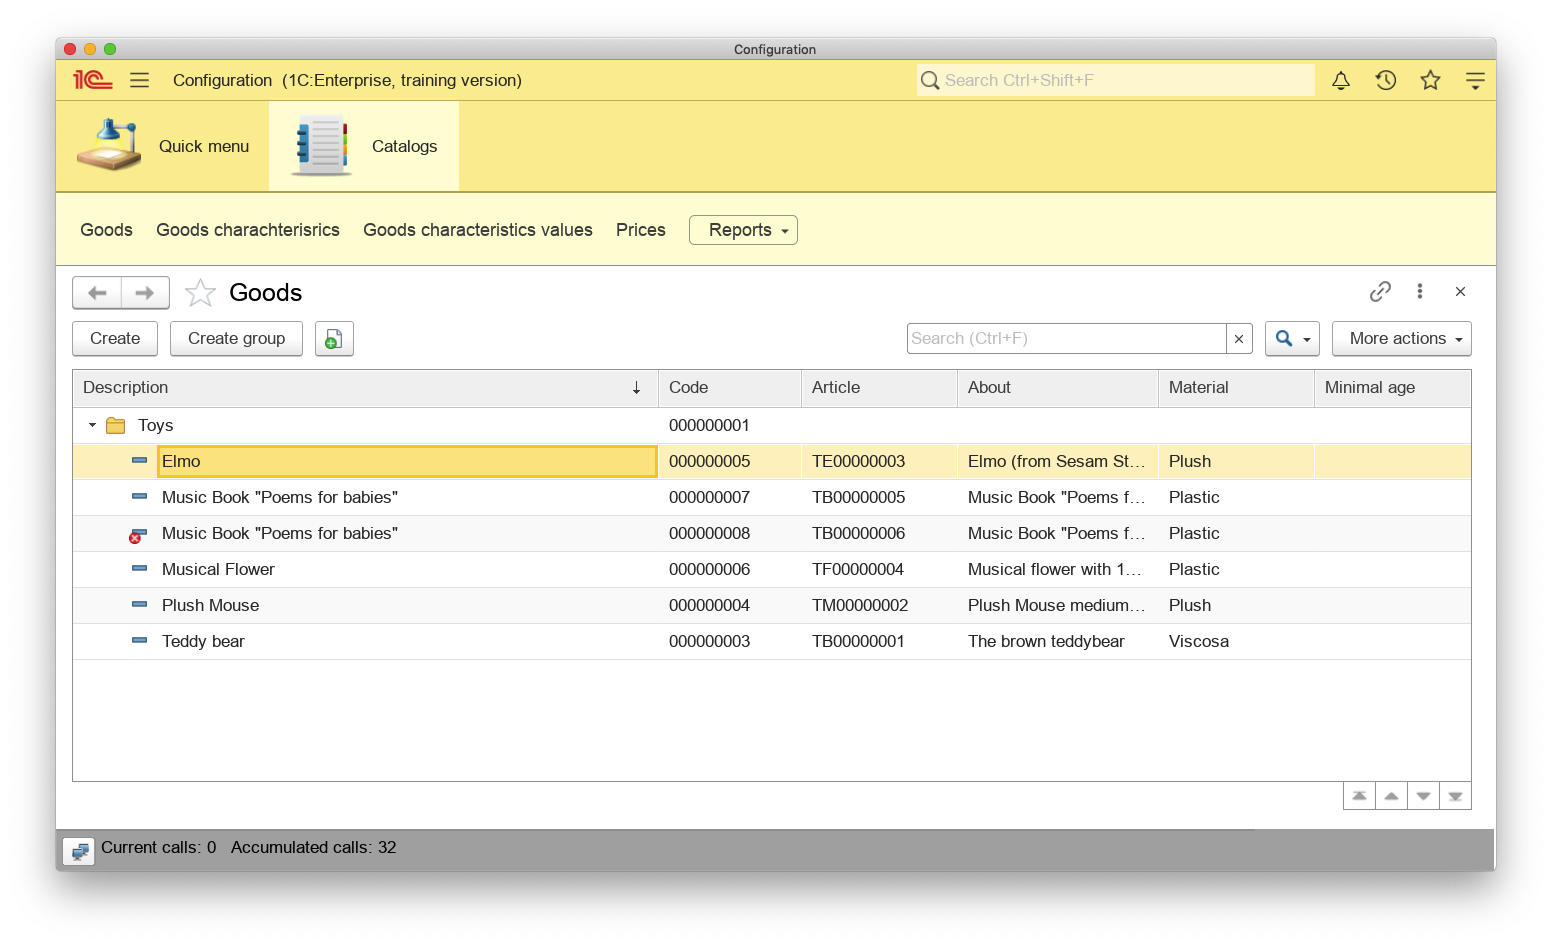 Configuration
1C Configuration (1C:Enterprise, training version) Search Ctrl+Shift+F
Quick menu Catalogs
Goods Goods charachterisrics Goods characteristics values Prices Reports
Goods
Create Create group Search (Ctrl+F) × More actions
Description ↓ Code Article About Material Minimal age
Toys 000000001
Elmo 000000005 TE00000003 Elmo (from Sesam St... Plush
Music Book "Poems for babies" 000000007 TB00000005 Music Book "Poems f... Plastic
Music Book "Poems for babies" 000000008 TB00000006 Music Book "Poems f... Plastic
Musical Flower 000000006 TF00000004 Musical flower with 1... Plastic
Plush Mouse 000000004 TM00000002 Plush Mouse medium... Plush
Teddy bear 000000003 TB00000001 The brown teddybear Viscosa
Current calls: 0 Accumulated calls: 32